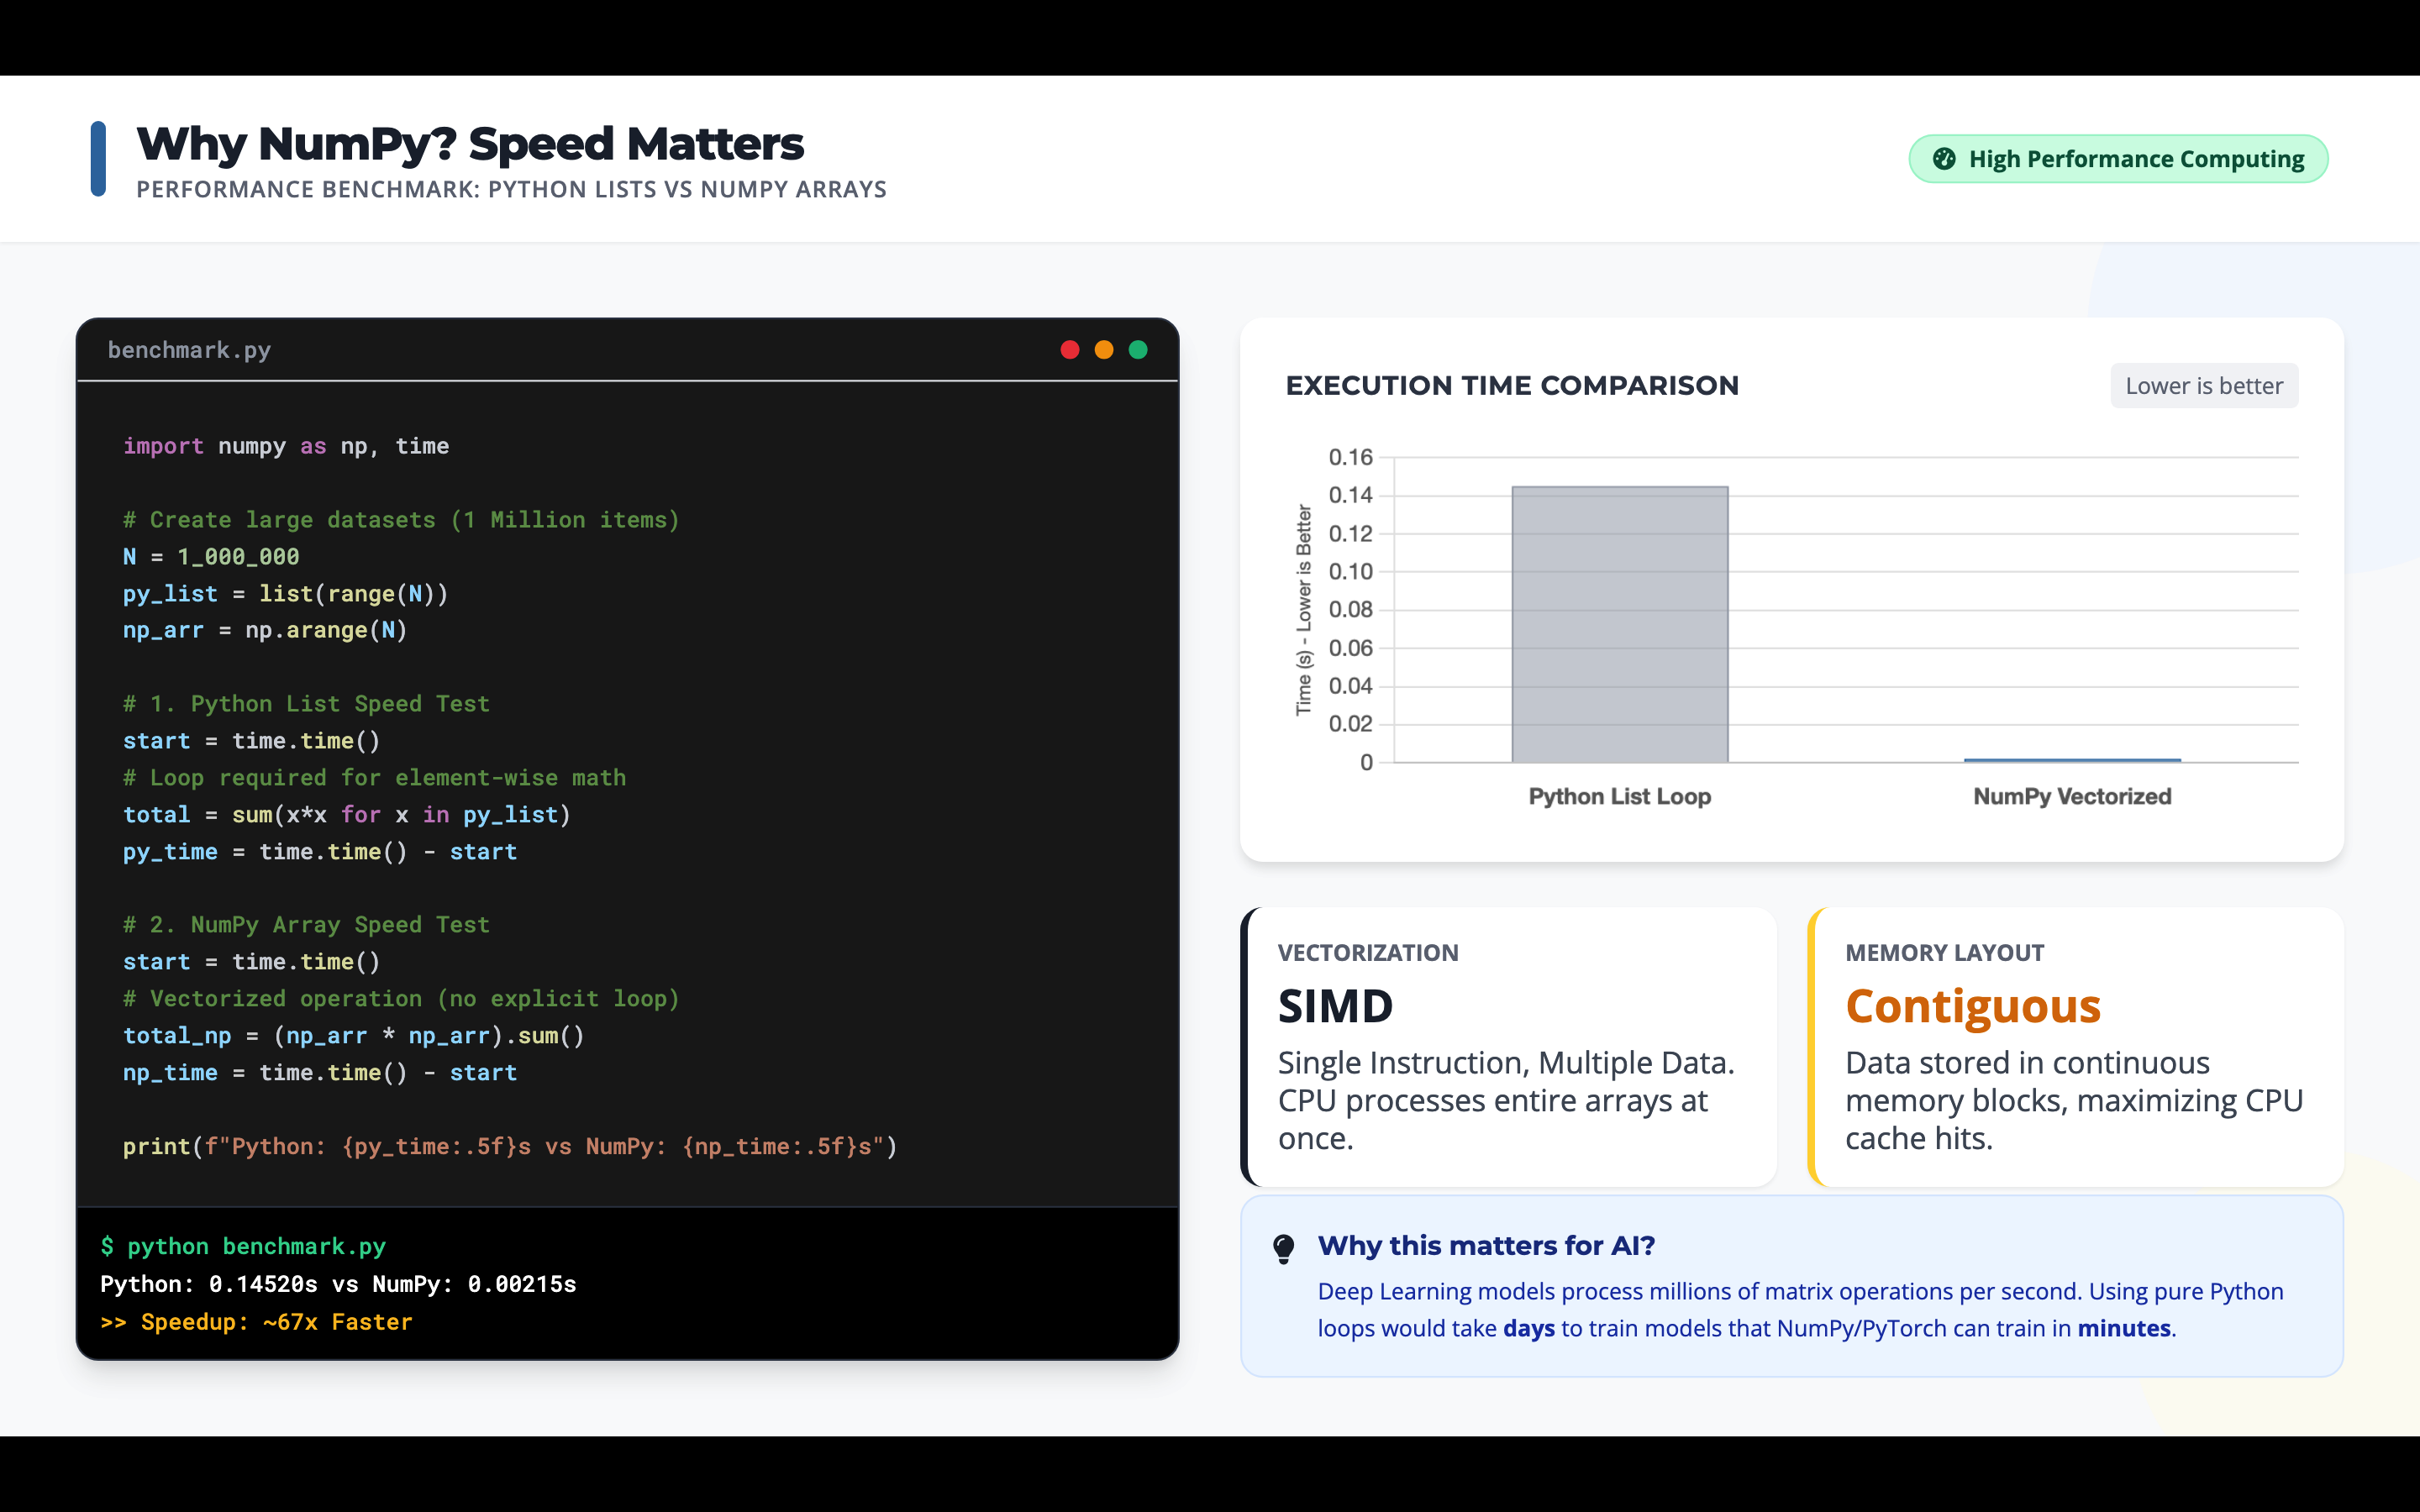 Why NumPy? Speed Matters
PERFORMANCE BENCHMARK: PYTHON LISTS VS NUMPY ARRAYS
High Performance Computing
benchmark.py
import numpy as np, time
# Create large datasets (1 Million items)
N = 1_000_000
py_list = list(range(N))
np_arr = np.arange(N)
# 1. Python List Speed Test
start = time.time()
# Loop required for element-wise math
total = sum(x*x for x in py_list)
py_time = time.time() - start
# 2. NumPy Array Speed Test
start = time.time()
# Vectorized operation (no explicit loop)
total_np = (np_arr * np_arr).sum()
np_time = time.time() - start
print(f"Python: {py_time:.5f}s vs NumPy: {np_time:.5f}s")
$ python benchmark.py
Python: 0.14520s vs NumPy: 0.00215s
>> Speedup: ~67x Faster
EXECUTION TIME COMPARISON
Lower is better
Time (s) - Lower is Better
0.16
0.14
0.12
0.10
0.08
0.06
0.04
0.02
0
Python List Loop
NumPy Vectorized
VECTORIZATION
SIMD
Single Instruction, Multiple Data.
CPU processes entire arrays at
once.
MEMORY LAYOUT
Contiguous
Data stored in continuous
memory blocks, maximizing CPU
cache hits.
Why this matters for AI?
Deep Learning models process millions of matrix operations per second. Using pure Python
loops would take days to train models that NumPy/PyTorch can train in minutes.